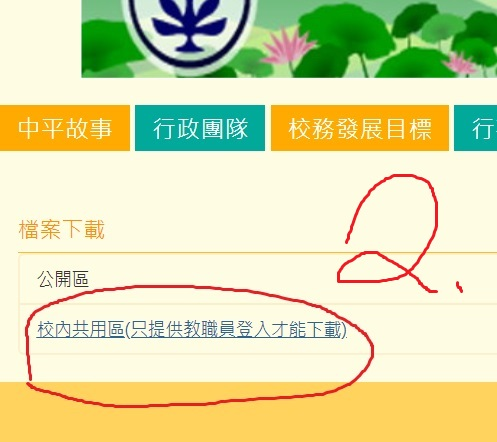 中平故事 行政團隊 校務發展目標 行
檔案下載
2.
公開區
校內共用區(只提供教職員登入才能下載)